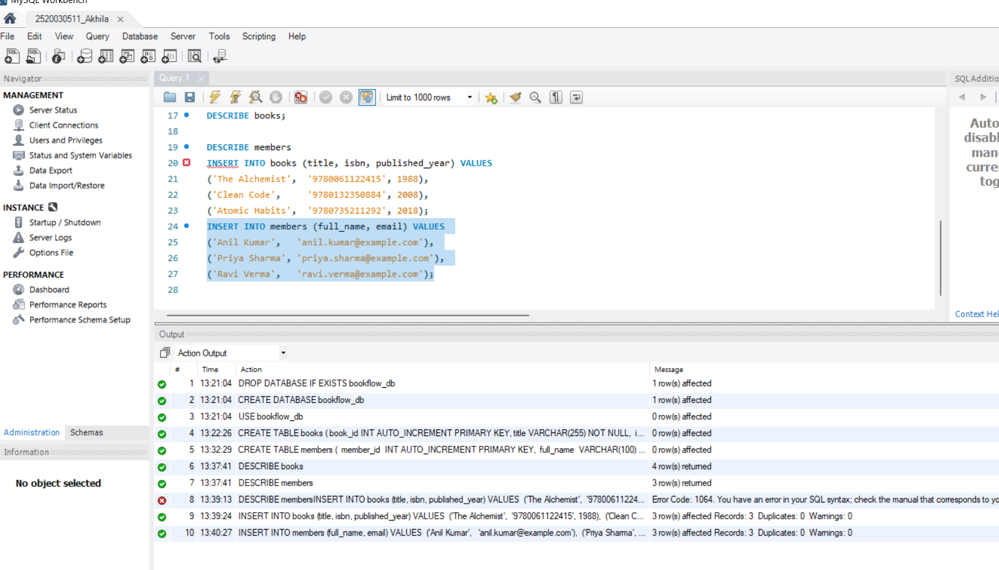 MySQL Workbench
2520030511_Akhila
File Edit View Query Database Server Tools Scripting Help
Navigator
MANAGEMENT
Server Status
Client Connections
Users and Privileges
Status and System Variables
Data Export
Data Import/Restore
INSTANCE
Startup / Shutdown
Server Logs
Options File
PERFORMANCE
Dashboard
Performance Reports
Performance Schema Setup
Administration Schemas
Information
No object selected
Query 1
Limit to 1000 rows
17 DESCRIBE books;
18
19 DESCRIBE members
20 INSERT INTO books (title, isbn, published_year) VALUES
21 ('The Alchemist', '9780061122415', 1988),
22 ('Clean Code', '9780132350884', 2008),
23 ('Atomic Habits', '9780735211292', 2018);
24 INSERT INTO members (full_name, email) VALUES
25 ('Anil Kumar', 'anil.kumar@example.com'),
26 ('Priya Sharma', 'priya.sharma@example.com'),
27 ('Ravi Verma', 'ravi.verma@example.com');
28
SQLAdditio
Auto
disabl
man
curre
tog
Context Hel
Output
Action Output
# Time Action Message
1 13:21:04 DROP DATABASE IF EXISTS bookflow_db 1 row(s) affected
2 13:21:04 CREATE DATABASE bookflow_db 1 row(s) affected
3 13:21:04 USE bookflow_db 0 row(s) affected
4 13:22:26 CREATE TABLE books ( book_id INT AUTO_INCREMENT PRIMARY KEY, title VARCHAR(255) NOT NULL, i... 0 row(s) affected
5 13:32:29 CREATE TABLE members ( member_id INT AUTO_INCREMENT PRIMARY KEY, full_name VARCHAR(100) ... 0 row(s) affected
6 13:37:41 DESCRIBE books 4 row(s) returned
7 13:37:41 DESCRIBE members 3 row(s) returned
8 13:39:13 DESCRIBE membersINSERT INTO books (title, isbn, published_year) VALUES ('The Alchemist', '97800611224... Error Code: 1064. You have an error in your SQL syntax; check the manual that corresponds to yo
9 13:39:24 INSERT INTO books (title, isbn, published_year) VALUES ('The Alchemist', '9780061122415', 1988), ('Clean C... 3 row(s) affected Records: 3 Duplicates: 0 Warnings: 0
10 13:40:27 INSERT INTO members (full_name, email) VALUES ('Anil Kumar', 'anil.kumar@example.com'), ('Priya Sharma', ... 3 row(s) affected Records: 3 Duplicates: 0 Warnings: 0